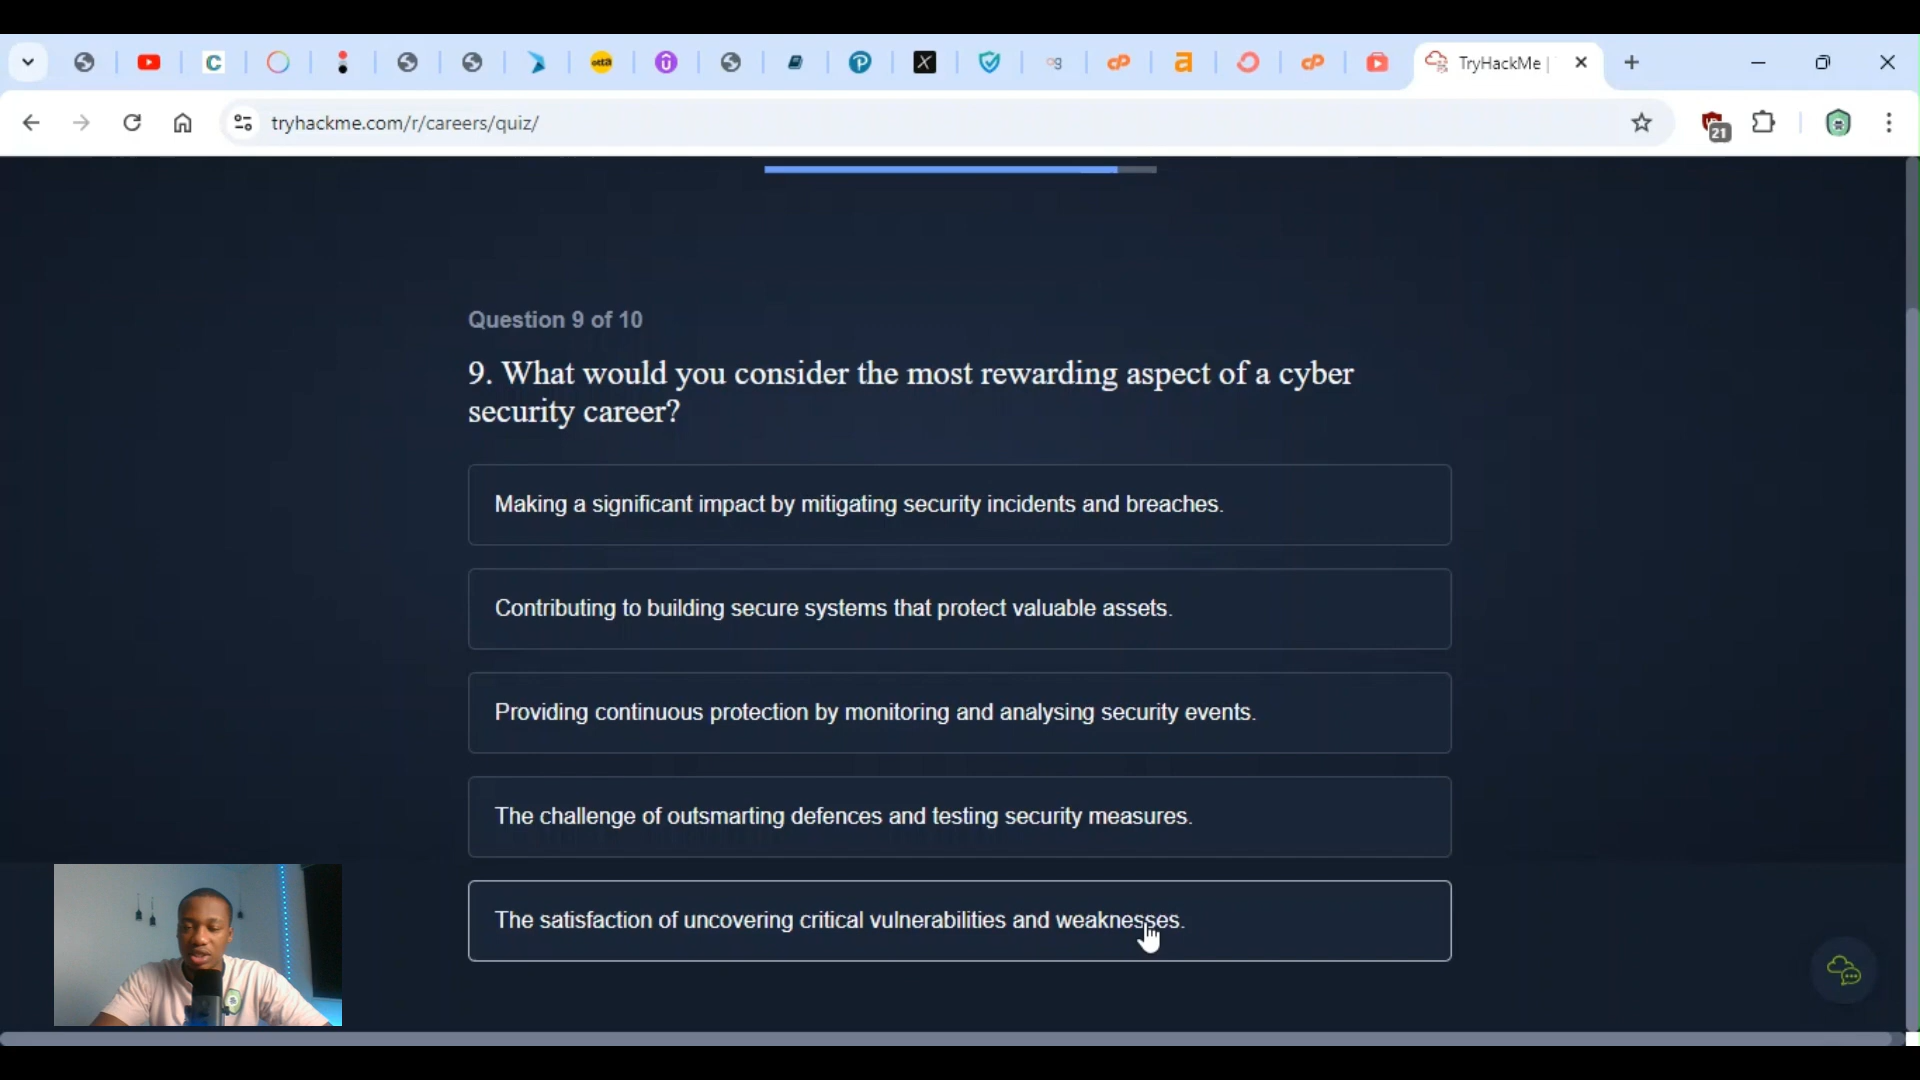 TryHackMe |
tryhackme.com/r/careers/quiz/
21
Question 9 of 10
9. What would you consider the most rewarding aspect of a cyber
security career?
Making a significant impact by mitigating security incidents and breaches.
Contributing to building secure systems that protect valuable assets.
Providing continuous protection by monitoring and analysing security events.
The challenge of outsmarting defences and testing security measures.
The satisfaction of uncovering critical vulnerabilities and weaknesses.